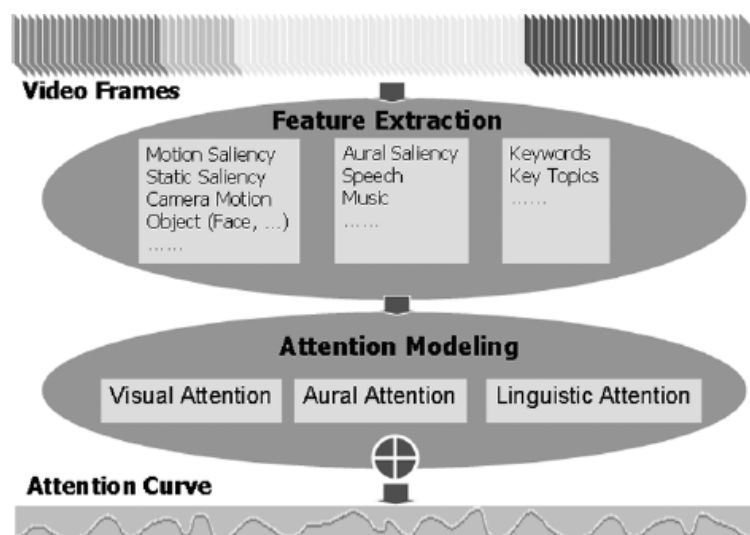 Video Frames
Feature Extraction
Motion Saliency
Static Saliency
Camera Motion
Object (Face, ...)
......
Aural Saliency
Speech
Music
......
Keywords
Key Topics
......
Attention Modeling
Visual Attention
Aural Attention
Linguistic Attention
Attention Curve